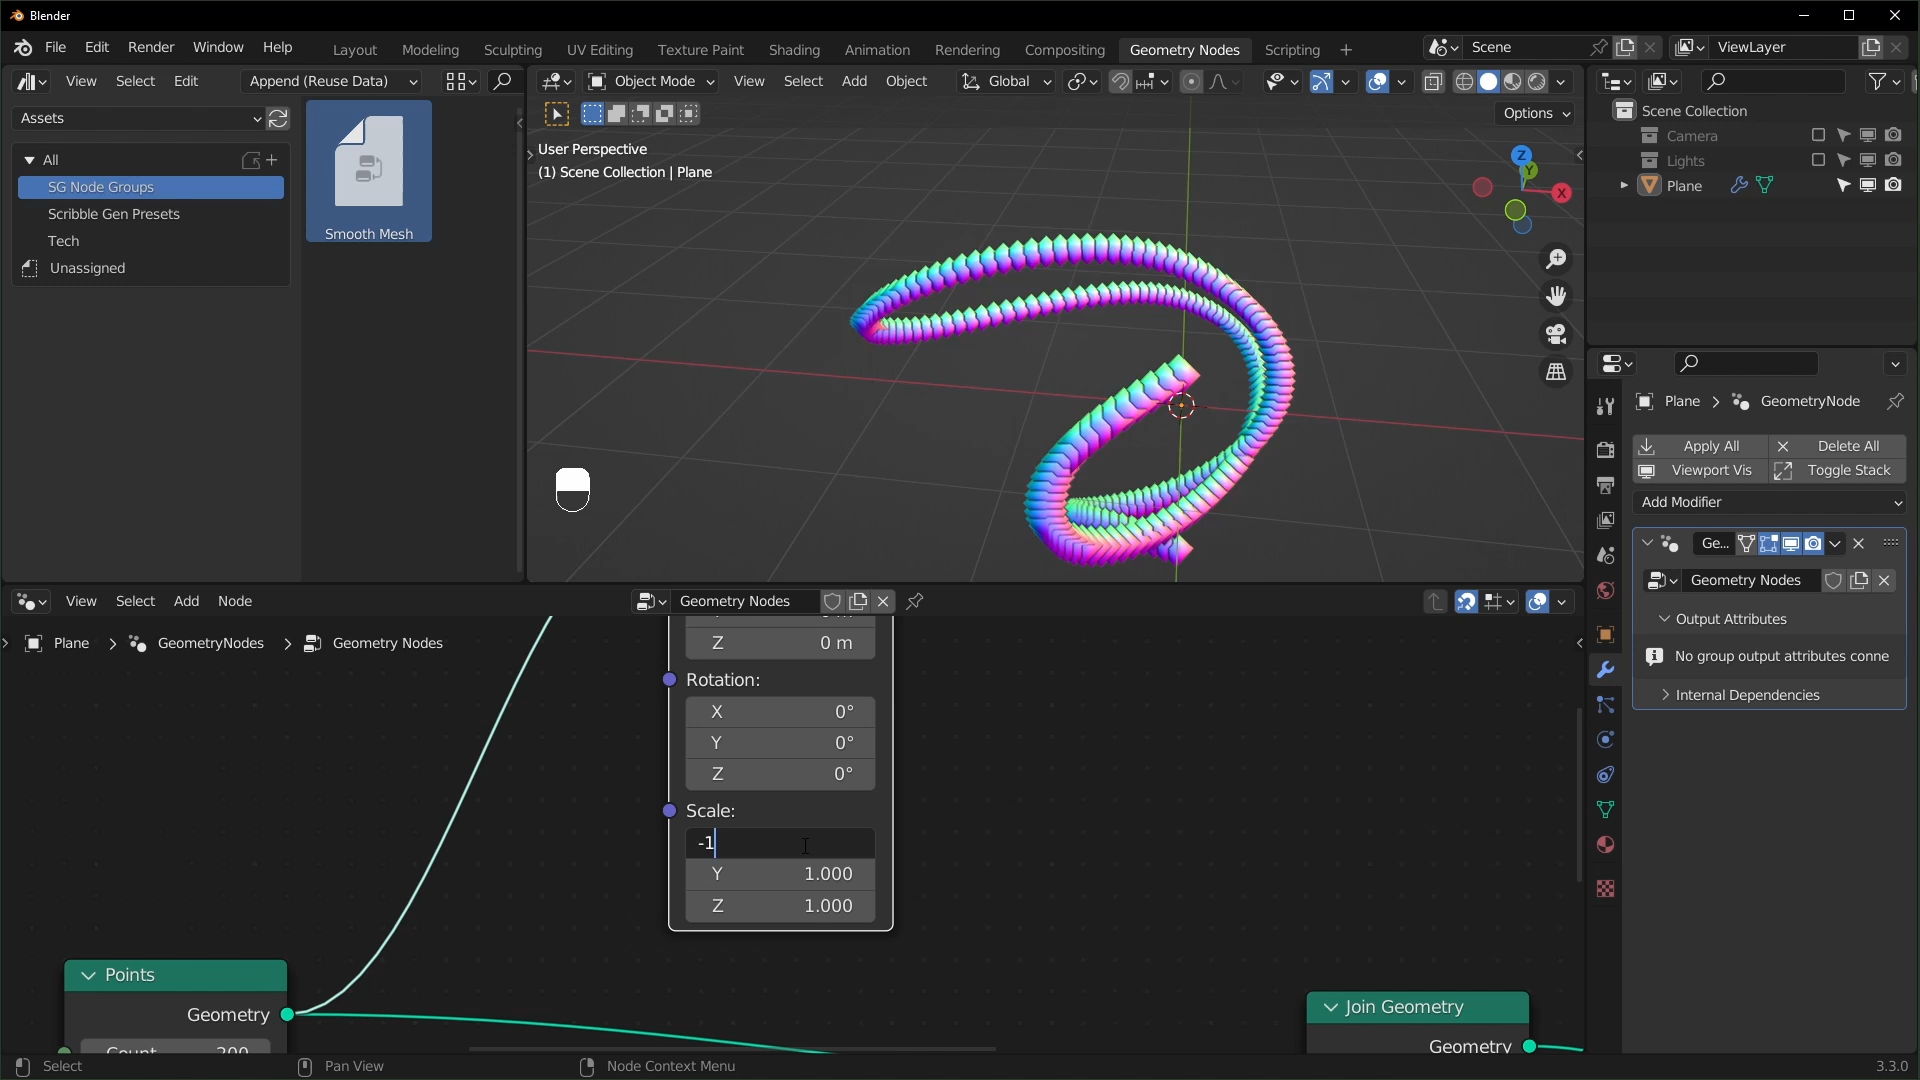 Blender
File Edit Render Window Help
Layout Modeling Sculpting UV Editing Texture Paint Shading Animation Rendering Compositing Geometry Nodes Scripting
Scene
ViewLayer
View Select Edit
Append (Reuse Data)
Object Mode
View Select Add Object
Global
Assets
All
SG Node Groups
Scribble Gen Presets
Tech
Unassigned
Smooth Mesh
Options
User Perspective
(1) Scene Collection | Plane
Z
Y
X
Scene Collection
Camera
Lights
Plane
Plane > GeometryNode
Apply All
Delete All
Viewport Vis
Toggle Stack
Add Modifier
Ge...
Geometry Nodes
Output Attributes
No group output attributes conne
Internal Dependencies
View Select Add Node
Geometry Nodes
Plane > GeometryNodes > Geometry Nodes
Z 0 m
Rotation:
X 0°
Y 0°
Z 0°
Scale:
-1
Y 1.000
Z 1.000
Points
Geometry
Count 200
Join Geometry
Geometry
Select
Pan View
Node Context Menu
3.3.0